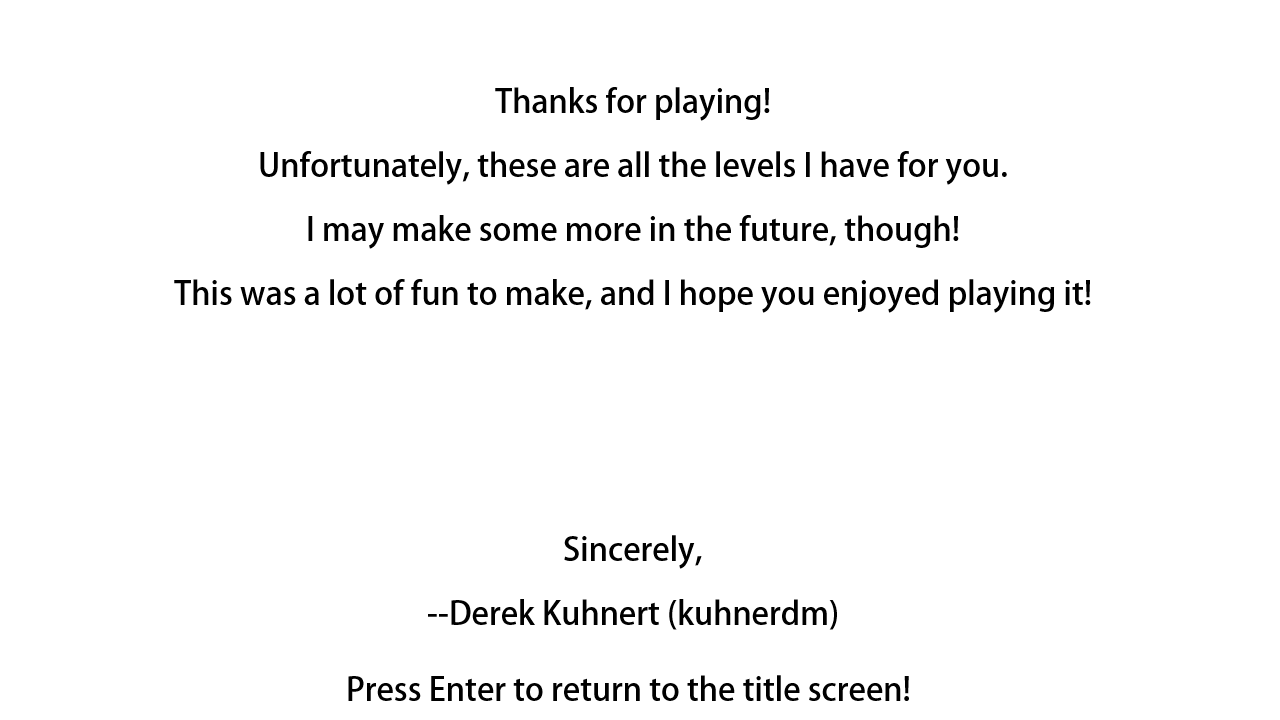 Thanks for playing!
Unfortunately, these are all the levels I have for you.
I may make some more in the future, though!
This was a lot of fun to make, and I hope you enjoyed playing it!
Sincerely,
--Derek Kuhnert (kuhnerdm)
Press Enter to return to the title screen!